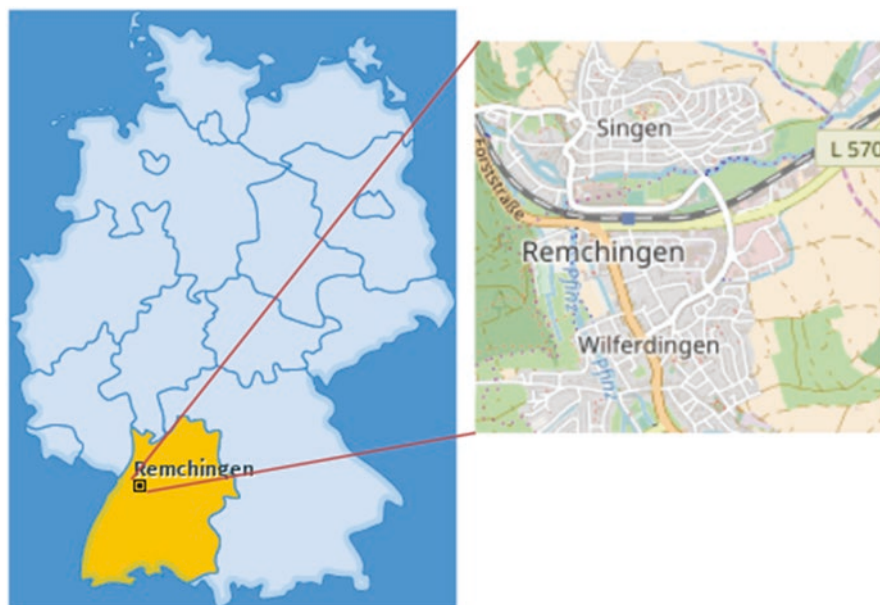 Remchingen
Singen
L 570
Forststraße
Remchingen
Pfinz
Wilferdingen
Pfinz